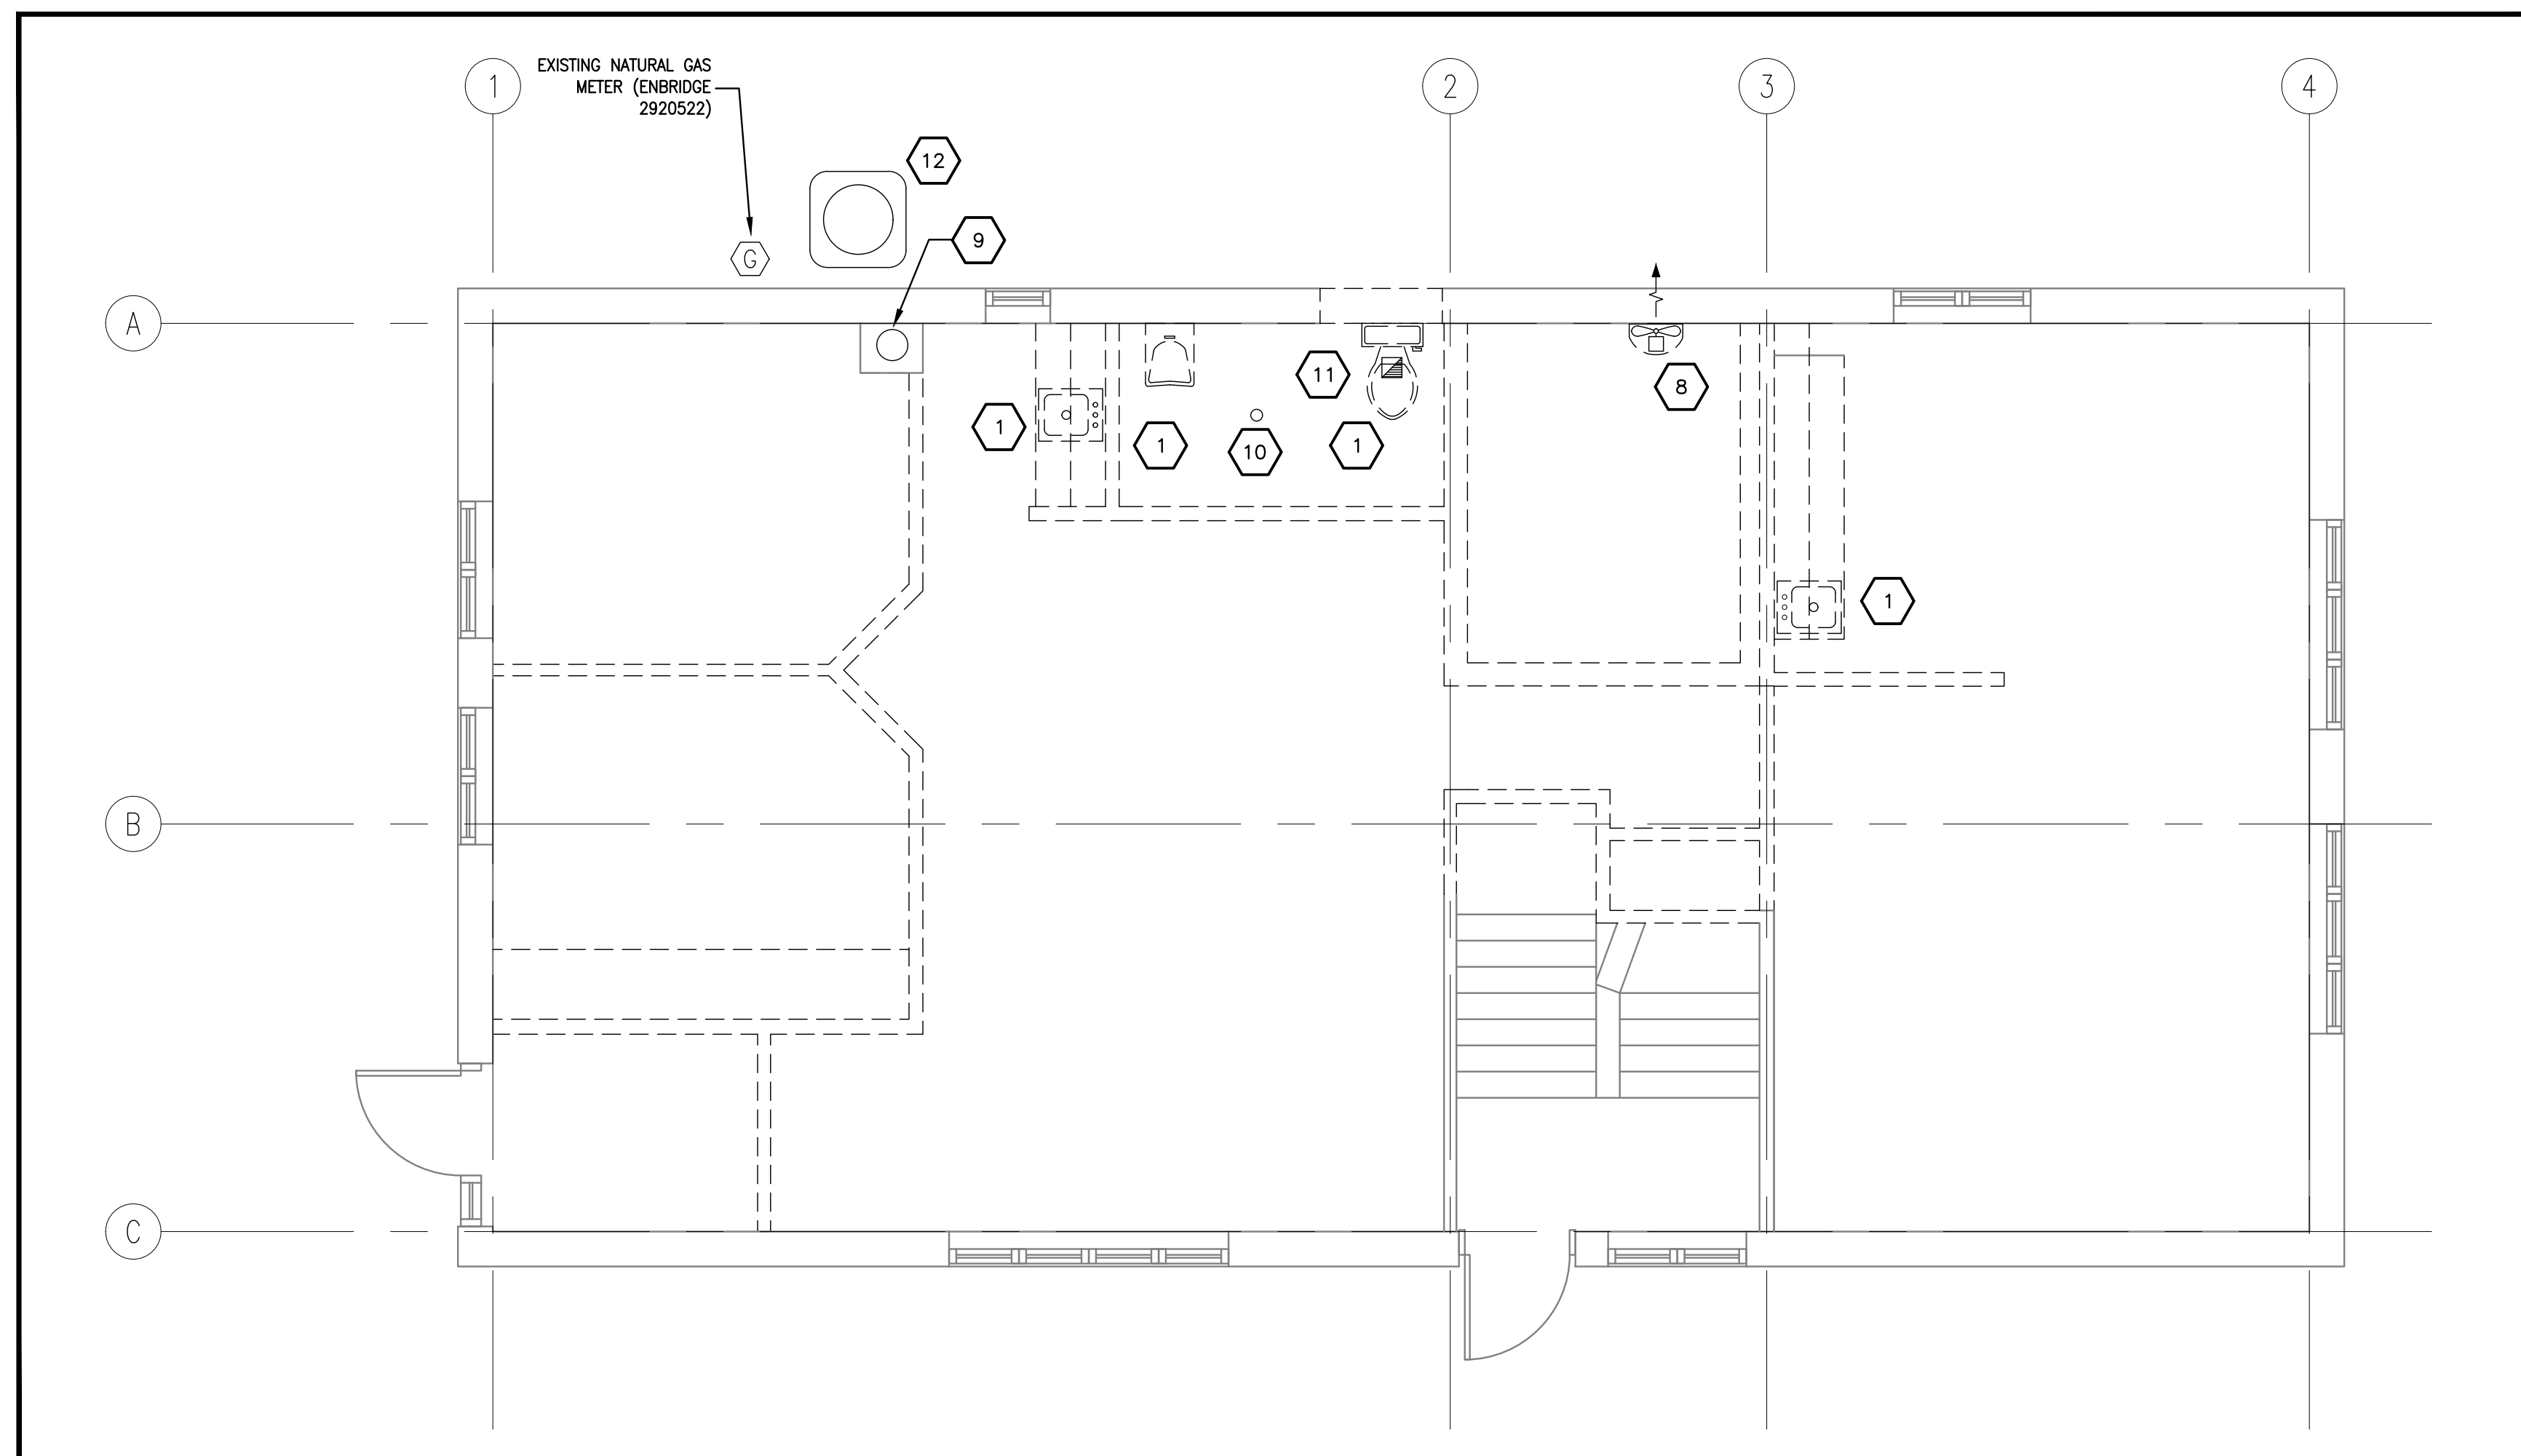 1
EXISTING NATURAL GAS
METER (ENBRIDGE
2920522)
2
3
4
12
9
G
A
11
8
1
1
10
1
1
B
C